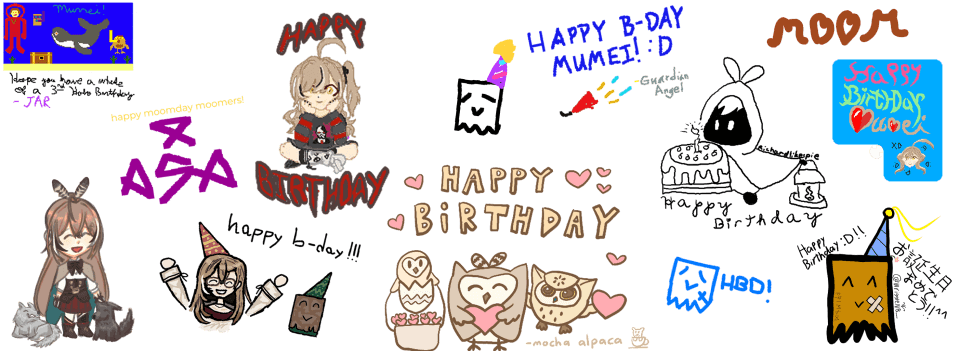 Mumei!
Hope you have a whale
of a 3rd Holo Birthday
- JAR
happy moomday moomers!
HAPPY
BIRTHDAY
HAPPY B-DAY
MUMEI! :D
-Guardian
Angel
MOOM
Happy
BirthDAY
Mumei
XD
Richardlikespie
Happy
Birthday
happy b-day!!!
HAPPY
BiRTHDAY
-mocha alpaca
HBD!
Happy
Birthday :D!!
お誕生日
おめで
とう!!